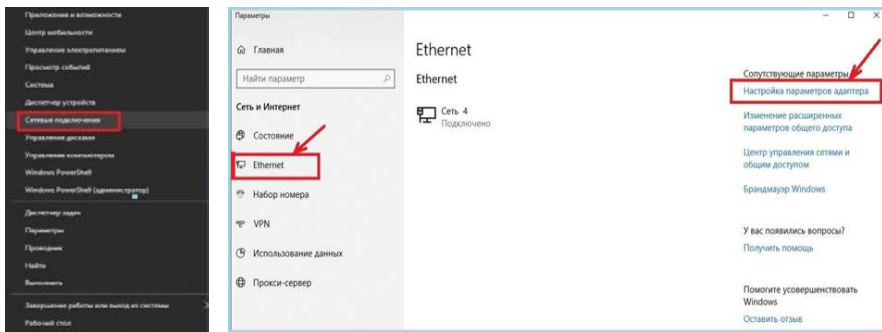 Приложения и возможности
Центр мобильности
Управление электропитанием
Просмотр событий
Система
Диспетчер устройств
Сетевые подключения
Управление дисками
Управление компьютером
Windows PowerShell
Windows PowerShell (администратор)
Диспетчер задач
Параметры
Проводник
Найти
Выполнить
Завершение работы или выход из системы
Рабочий стол
Параметры
Главная
Найти параметр
Сеть и Интернет
Состояние
Ethernet
Набор номера
VPN
Использование данных
Прокси-сервер
Ethernet
Ethernet
Сеть 4
Подключено
Сопутствующие параметры
Настройка параметров адаптера
Изменение расширенных
параметров общего доступа
Центр управления сетями и
общим доступом
Брандмауэр Windows
У вас появились вопросы?
Получить помощь
Помогите усовершенствовать
Windows
Оставить отзыв